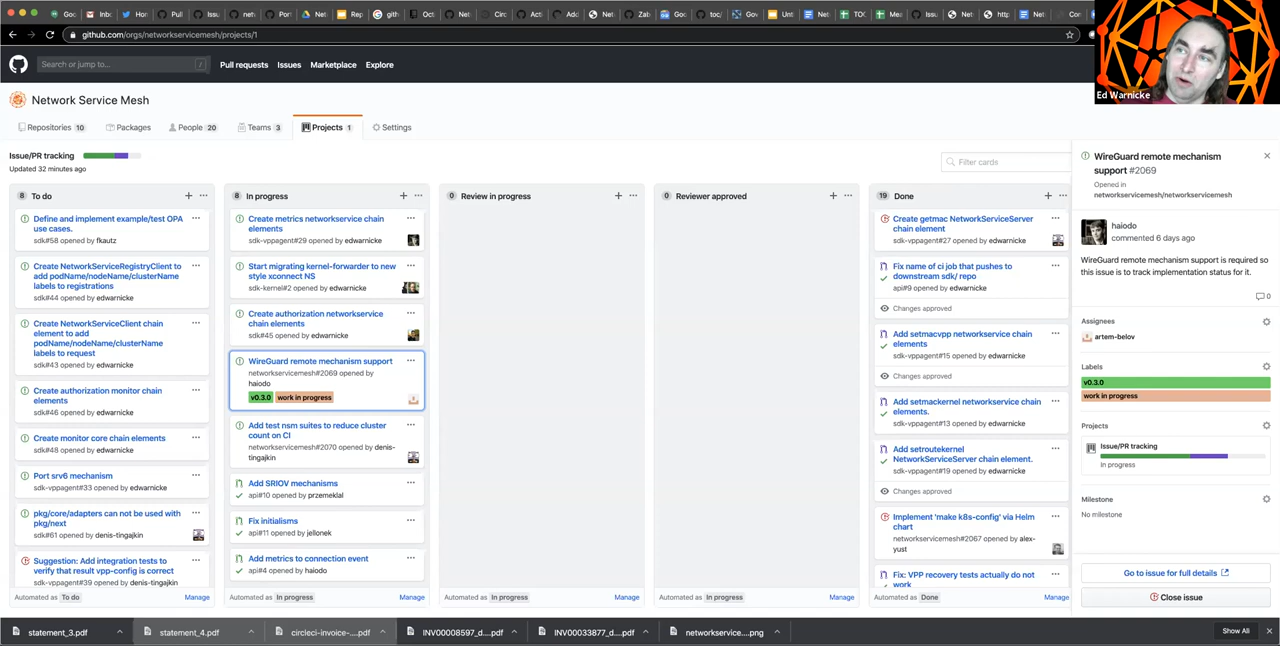 github.com/orgs/networkservicemesh/projects/1
Search or jump to...
/
Pull requests
Issues
Marketplace
Explore
Ed Warnicke
Network Service Mesh
Repositories 10
Packages
People 20
Teams 3
Projects 1
Settings
Issue/PR tracking
Updated 32 minutes ago
Filter cards
8 To do
Define and implement example/test OPA
use cases.
sdk#58 opened by fkautz
Create NetworkServiceRegistryClient to
add podName/nodeName/clusterName
labels to registrations
sdk#44 opened by edwarnicke
Create NetworkServiceClient chain
element to add
podName/nodeName/clusterName
labels to request
sdk#43 opened by edwarnicke
Create authorization monitor chain
elements
sdk#46 opened by edwarnicke
Create monitor core chain elements
sdk#48 opened by edwarnicke
Port srv6 mechanism
sdk-vppagent#33 opened by edwarnicke
pkg/core/adapters can not be used with
pkg/next
sdk#61 opened by denis-tingajkin
Suggestion: Add integration tests to
verify that result vpp-config is correct
sdk-vppagent#39 opened by denis-tingajkin
Automated as To do
Manage
8 In progress
Create metrics networkservice chain
elements
sdk-vppagent#29 opened by edwarnicke
Start migrating kernel-forwarder to new
style xconnect NS
sdk-kernel#2 opened by edwarnicke
Create authorization networkservice
chain elements
sdk#45 opened by edwarnicke
WireGuard remote mechanism support
networkservicemesh#2069 opened by
haiodo
v0.3.0 work in progress
Add test nsm suites to reduce cluster
count on CI
networkservicemesh#2070 opened by denis-
tingajkin
Add SRIOV mechanisms
api#10 opened by przemeklal
Fix initialisms
api#11 opened by jellonek
Add metrics to connection event
api#4 opened by haiodo
Automated as In progress
Manage
0 Review in progress
Automated as In progress
Manage
0 Reviewer approved
Automated as In progress
Manage
19 Done
Create getmac NetworkServiceServer
chain element
sdk-vppagent#27 opened by edwarnicke
Fix name of ci job that pushes to
downstream sdk/ repo
api#9 opened by edwarnicke
Changes approved
Add setmacvpp networkservice chain
elements
sdk-vppagent#15 opened by edwarnicke
Changes approved
Add setmackernel networkservice chain
elements.
sdk-vppagent#13 opened by edwarnicke
Add setroutekernel
NetworkServiceServer chain element.
sdk-vppagent#19 opened by edwarnicke
Changes approved
Implement 'make k8s-config' via Helm
chart
networkservicemesh#2067 opened by alex-
yust
Fix: VPP recovery tests actually do not
work
Automated as Done
Manage
WireGuard remote mechanism
support #2069
Opened in
networkservicemesh/networkservicemesh
haiodo
commented 6 days ago
WireGuard remote mechanism support is required so
this issue is to track implementation status for it.
0
Assignees
artem-belov
Labels
v0.3.0
work in progress
Projects
Issue/PR tracking
In progress
Milestone
No milestone
Go to issue for full details
Close issue
statement_3.pdf
statement_4.pdf
circleci-invoice-....pdf
INV00008597_d....pdf
INV00033877_d....pdf
networkservice....png
Show All